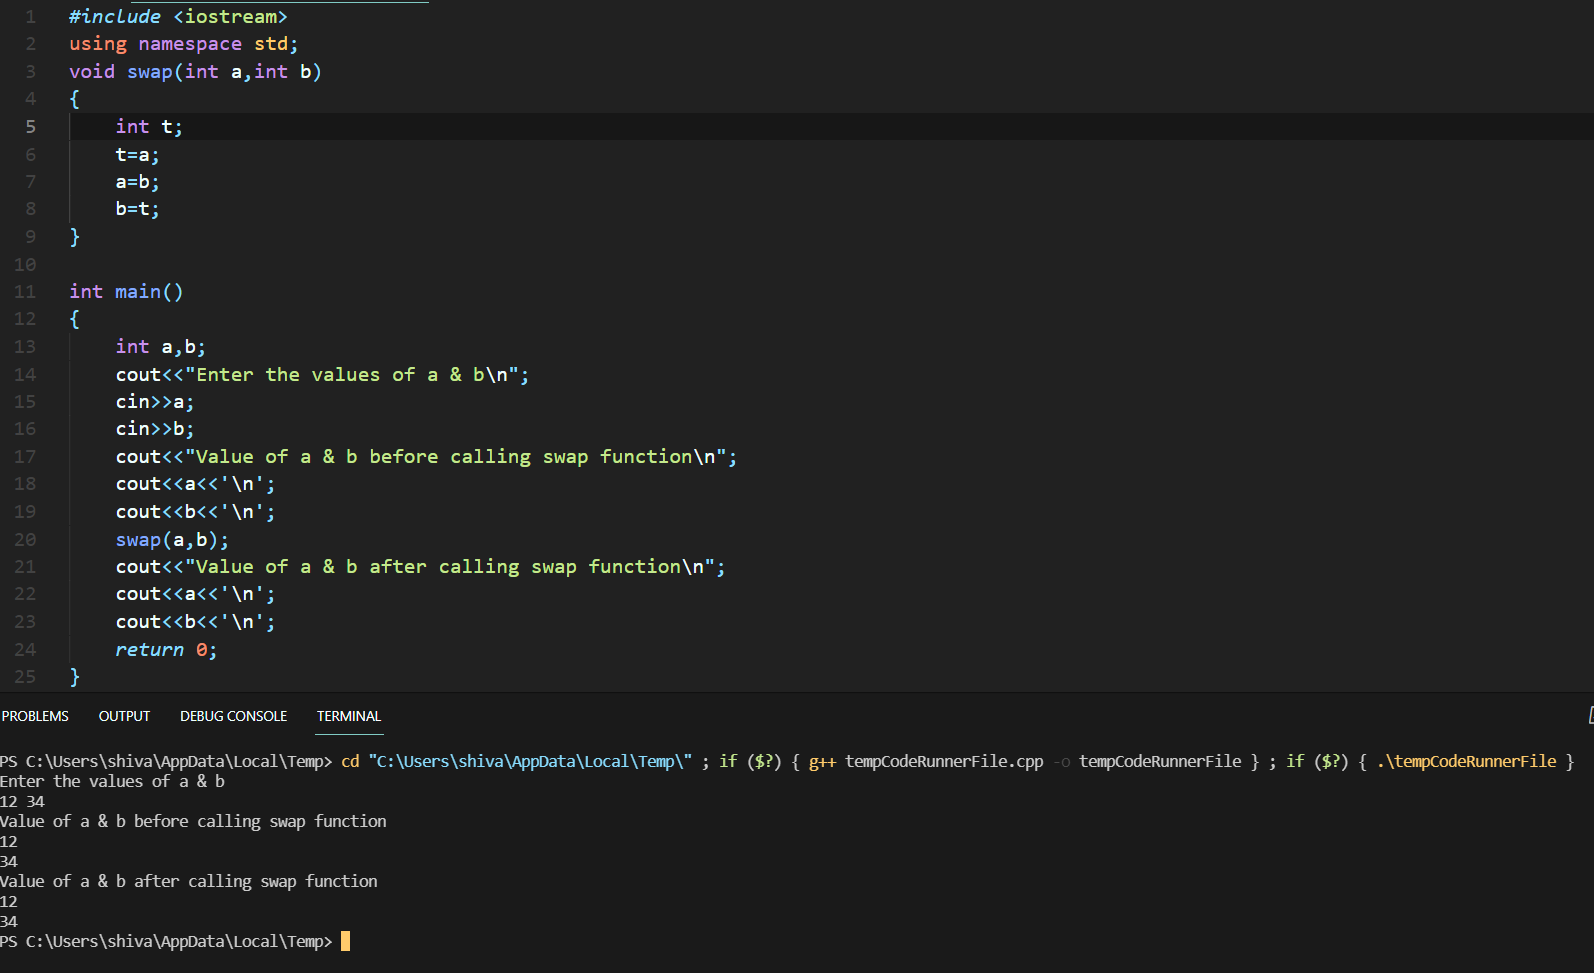 1 #include <iostream>
2 using namespace std;
3 void swap(int a,int b)
4 {
5 int t;
6 t=a;
7 a=b;
8 b=t;
9 }
10
11 int main()
12 {
13 int a,b;
14 cout<<"Enter the values of a & b\n";
15 cin>>a;
16 cin>>b;
17 cout<<"Value of a & b before calling swap function\n";
18 cout<<a<<'\n';
19 cout<<b<<'\n';
20 swap(a,b);
21 cout<<"Value of a & b after calling swap function\n";
22 cout<<a<<'\n';
23 cout<<b<<'\n';
24 return 0;
25 }
PROBLEMS OUTPUT DEBUG CONSOLE TERMINAL
PS C:\Users\shiva\AppData\Local\Temp> cd "C:\Users\shiva\AppData\Local\Temp\" ; if ($?) { g++ tempCodeRunnerFile.cpp -o tempCodeRunnerFile } ; if ($?) { .\tempCodeRunnerFile }
Enter the values of a & b
12 34
Value of a & b before calling swap function
12
34
Value of a & b after calling swap function
12
34
PS C:\Users\shiva\AppData\Local\Temp>